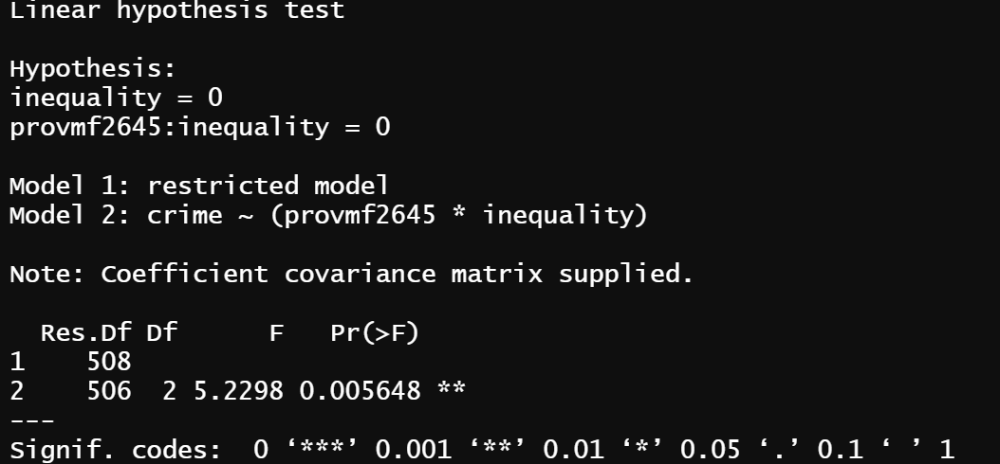 Linear hypothesis test
Hypothesis:
inequality = 0
provmf2645:inequality = 0
Model 1: restricted model
Model 2: crime ~ (provmf2645 * inequality)
Note: Coefficient covariance matrix supplied.
Res.Df Df      F   Pr(>F)
1    508
2    506  2 5.2298 0.005648 **
---
Signif. codes:  0 ‘***’ 0.001 ‘**’ 0.01 ‘*’ 0.05 ‘.’ 0.1 ‘ ’ 1